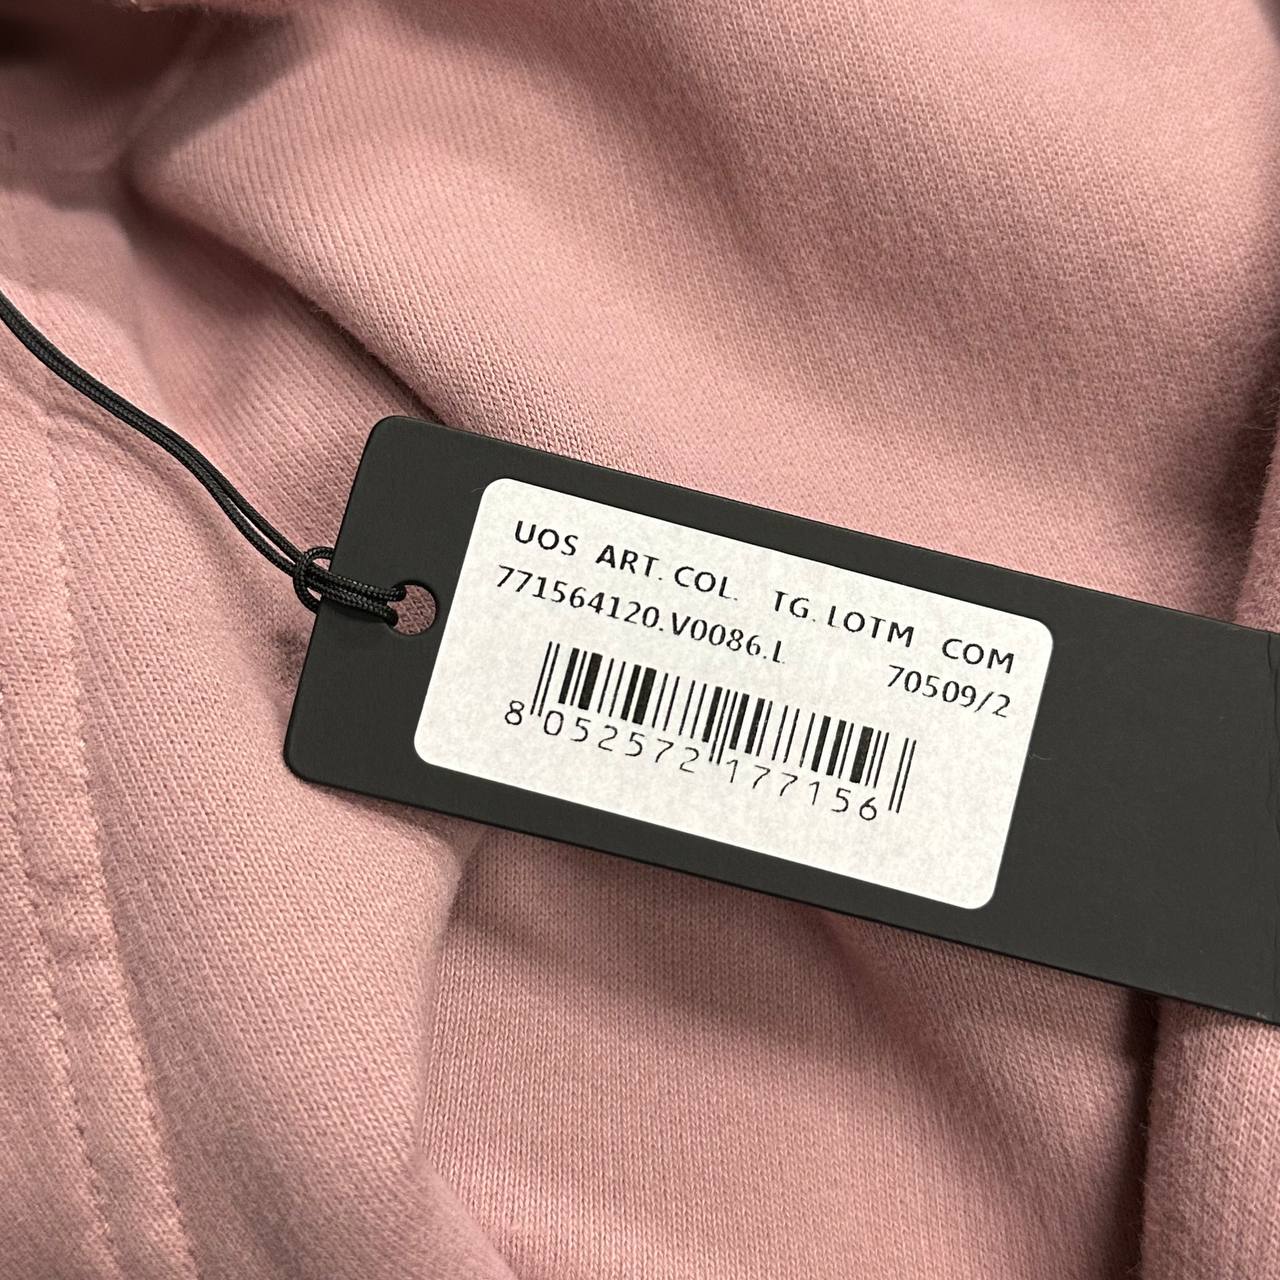 UOS ART. COL. TG. LOTM COM
771564120.V0086.L 70509/2
8 052572 177156